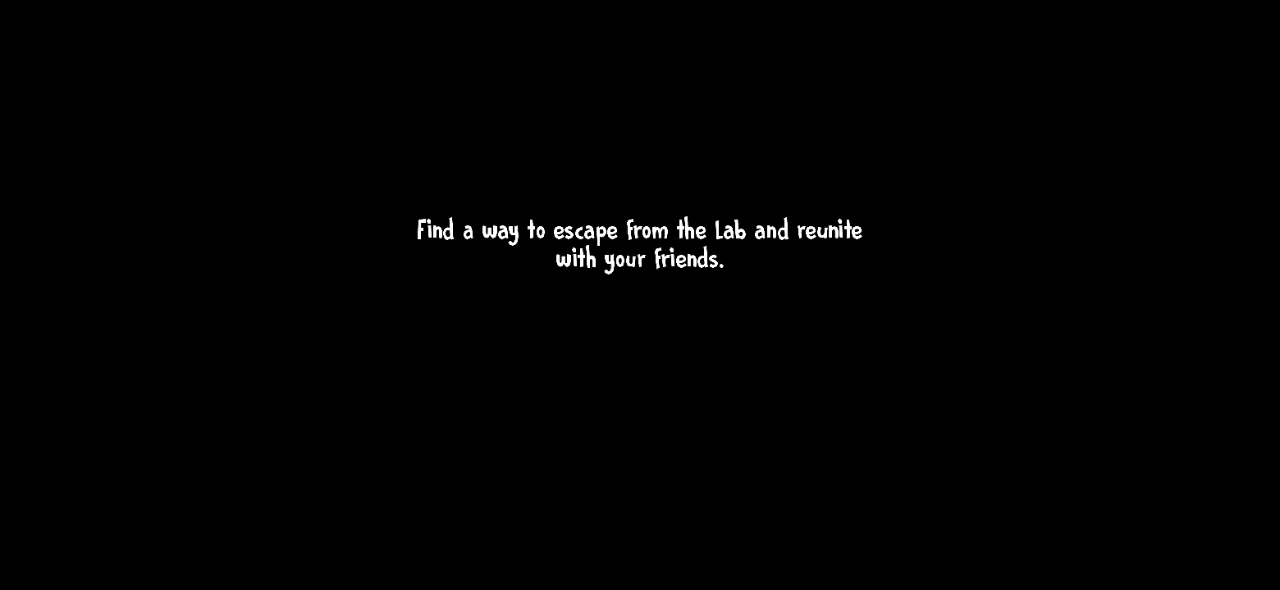 Find a way to escape from the Lab and reunite
with your friends.